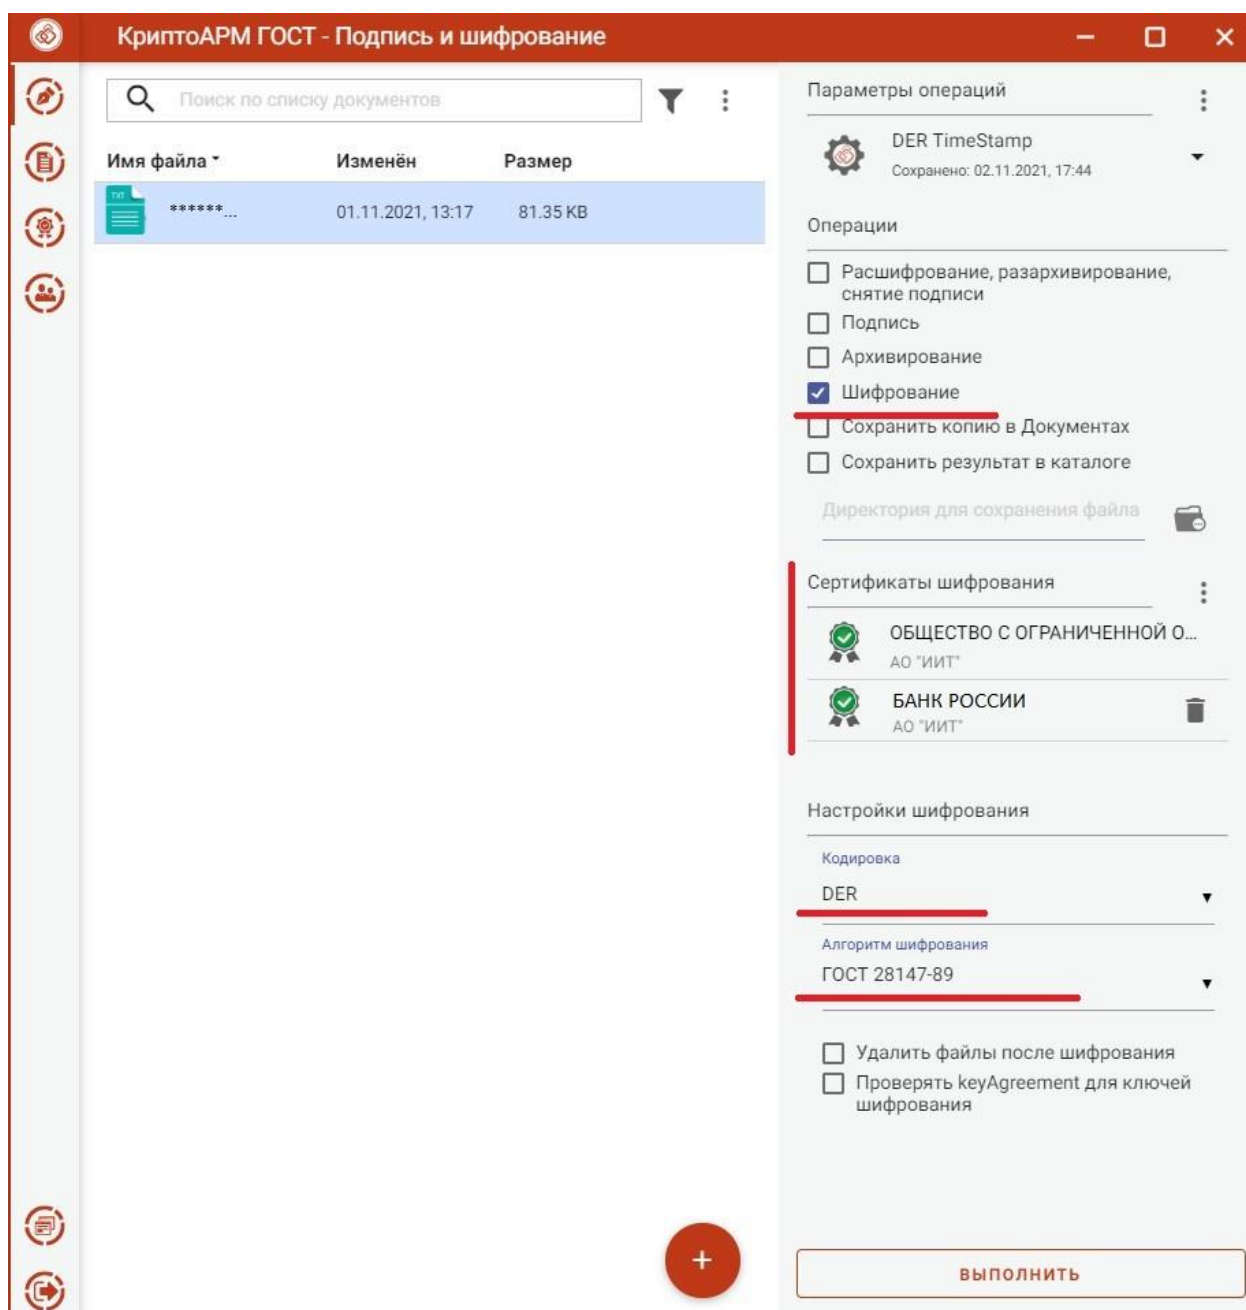 КриптоАРМ ГОСТ - Подпись и шифрование
Поиск по списку документов
Имя файла Изменён Размер
TXT
******... 01.11.2021, 13:17 81.35 KB
Параметры операций
DER TimeStamp
Сохранено: 02.11.2021, 17:44
Операции
Расшифрование, разархивирование,
снятие подписи
Подпись
Архивирование
Шифрование
Сохранить копию в Документах
Сохранить результат в каталоге
Директория для сохранения файла
Сертификаты шифрования
ОБЩЕСТВО С ОГРАНИЧЕННОЙ О...
АО "ИИТ"
БАНК РОССИИ
АО "ИИТ"
Настройки шифрования
Кодировка
DER
Алгоритм шифрования
ГОСТ 28147-89
Удалить файлы после шифрования
Проверять keyAgreement для ключей
шифрования
+
ВЫПОЛНИТЬ